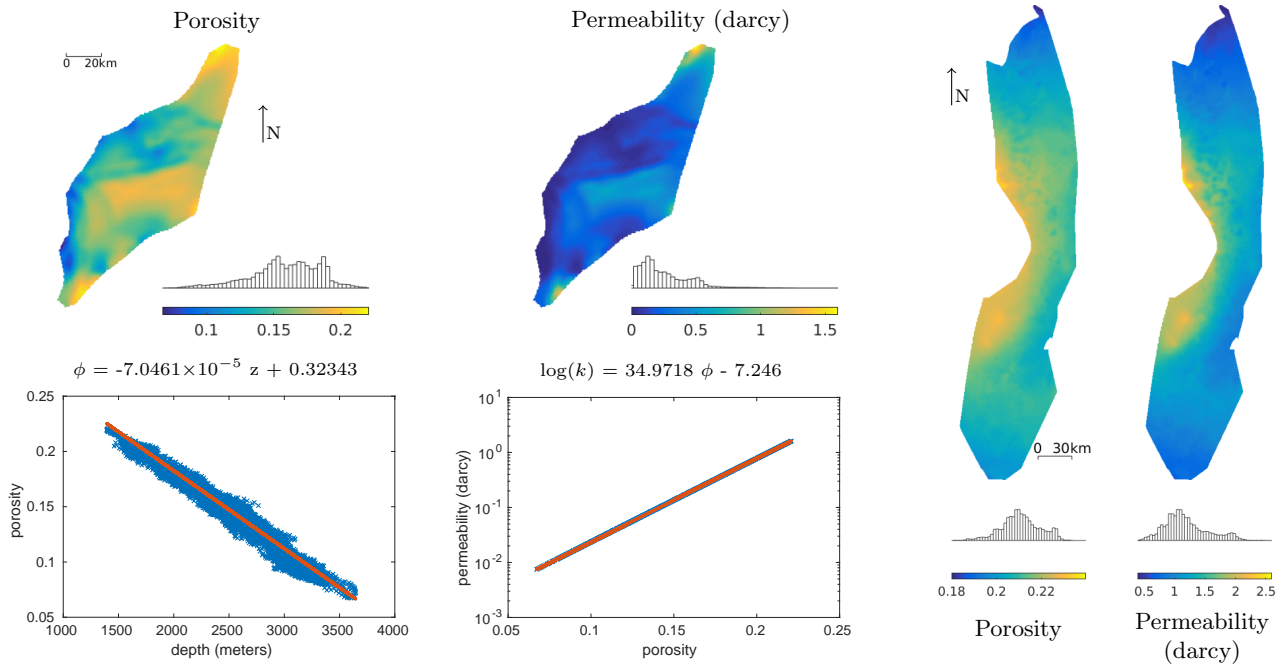 Porosity
0 20km
N
0.1 0.15 0.2
Permeability (darcy)
0 0.5 1 1.5
ϕ = -7.0461×10⁻⁵ z + 0.32343
0.25
0.2
0.15
0.1
0.05
1000 1500 2000 2500 3000 3500 4000
porosity
depth (meters)
log(k) = 34.9718 ϕ - 7.246
10¹
10⁰
10⁻¹
10⁻²
10⁻³
0.05 0.1 0.15 0.2 0.25
permeability (darcy)
porosity
N
0 30km
0.18 0.2 0.22
Porosity
0.5 1 1.5 2 2.5
Permeability
(darcy)